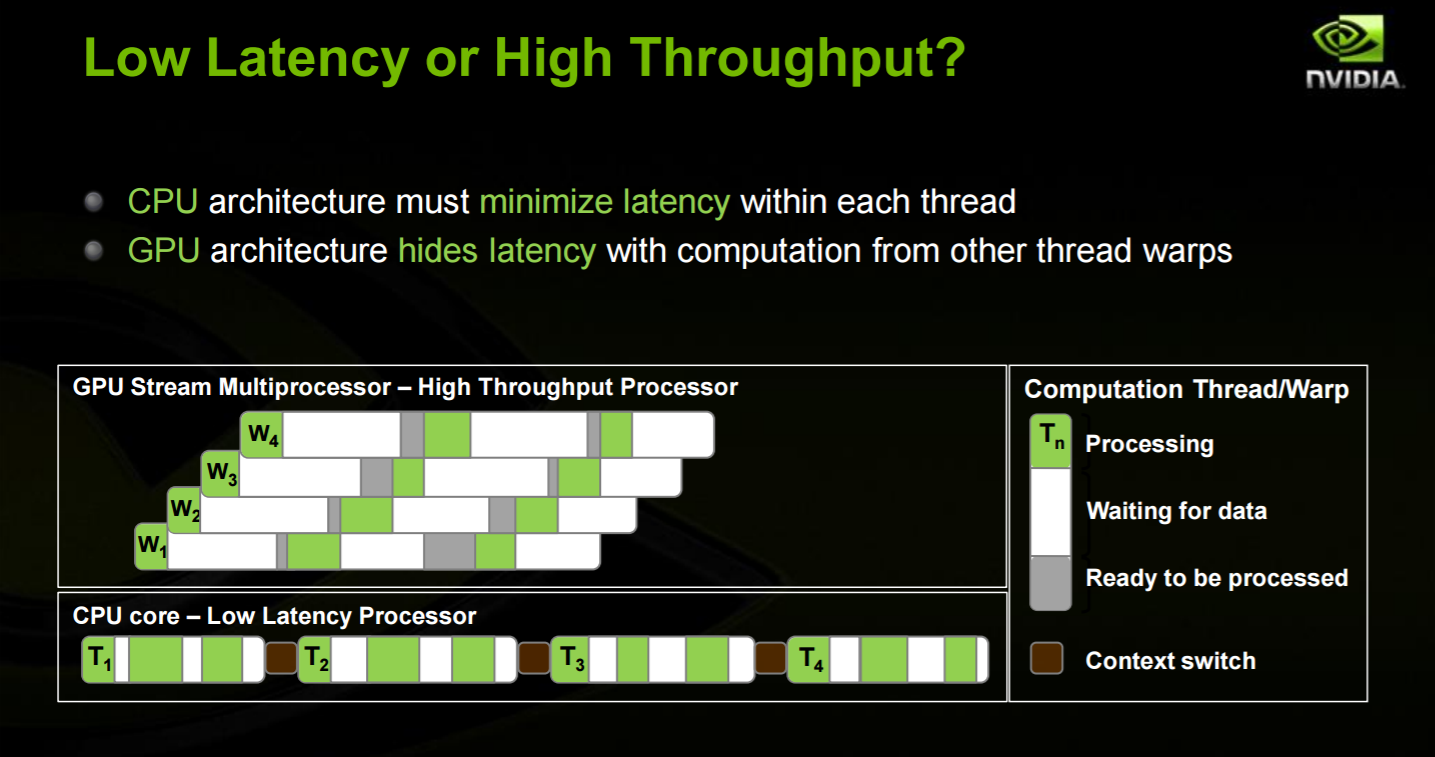 Low Latency or High Throughput?
NVIDIA.
CPU architecture must minimize latency within each thread
GPU architecture hides latency with computation from other thread warps
GPU Stream Multiprocessor – High Throughput Processor
W4
W3
W2
W1
CPU core – Low Latency Processor
T1 T2 T3 T4
Computation Thread/Warp
Tn Processing
Waiting for data
Ready to be processed
Context switch